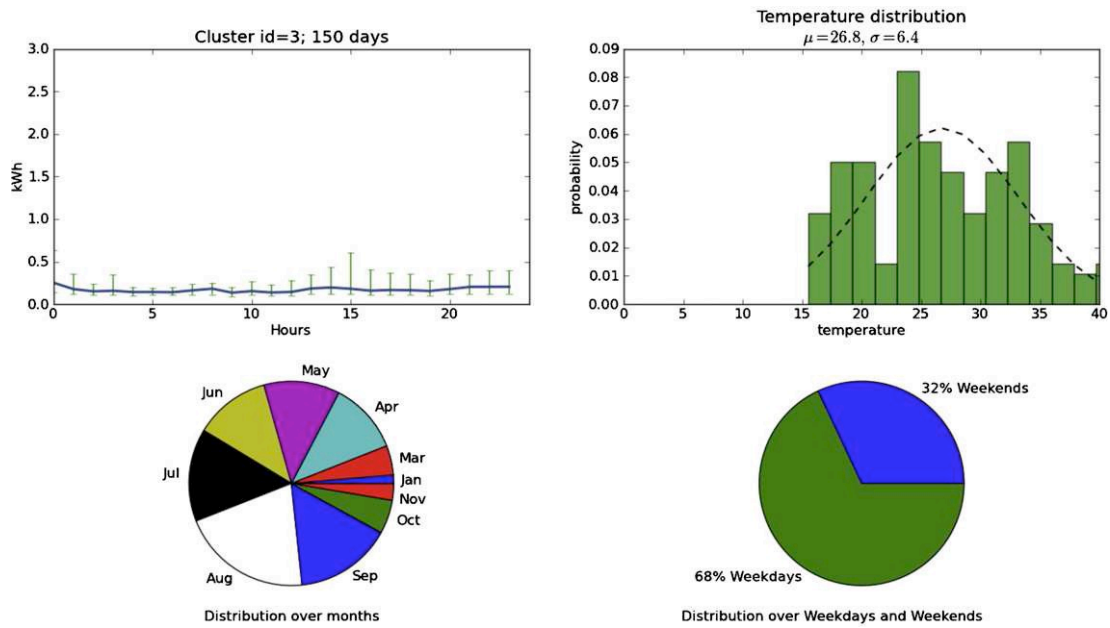 Cluster id=3; 150 days
3.0
2.5
2.0
1.5
1.0
0.5
0.0
kWh
0 5 10 15 20
Hours
Temperature distribution
μ=26.8, σ=6.4
0.09
0.08
0.07
0.06
0.05
0.04
0.03
0.02
0.01
0.00
probability
0 5 10 15 20 25 30 35 40
temperature
May
Jun
Apr
Jul
Mar
Jan
Nov
Oct
Aug
Sep
Distribution over months
32% Weekends
68% Weekdays
Distribution over Weekdays and Weekends